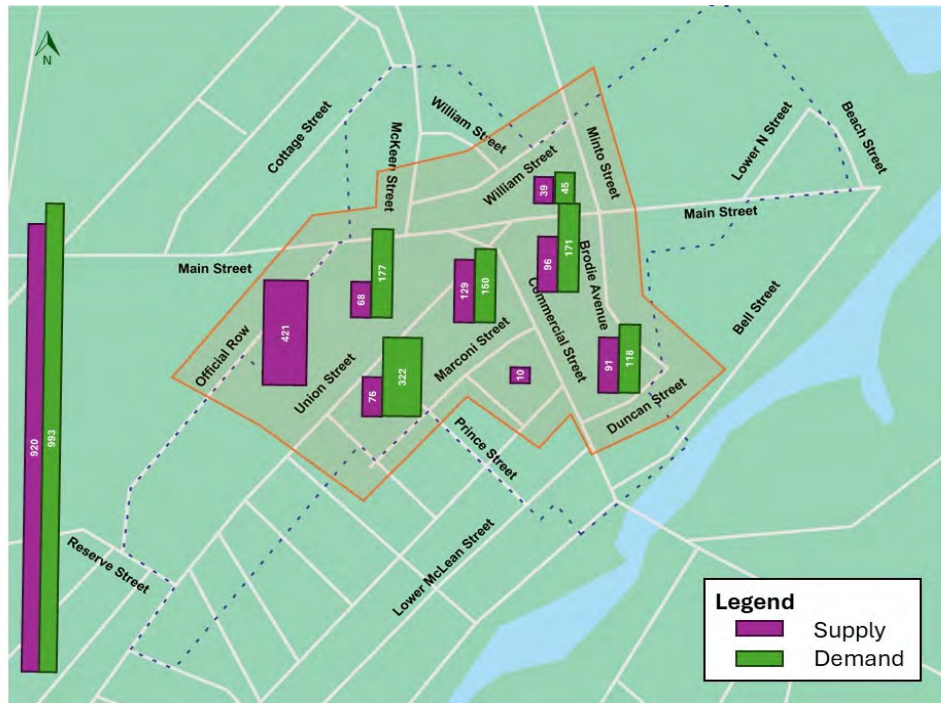 N
William Street
Cottage Street
McKeen Street
William Street
Minto Street
Lower N Street
Beach Street
39
45
Main Street
Main Street
177
68
129
150
96
171
Brodie Avenue
Commercial Street
Bell Street
421
Official Row
Union Street
Marconi Street
76
322
10
91
118
Duncan Street
Prince Street
920
993
Reserve Street
Lower McLean Street
Legend
Supply
Demand